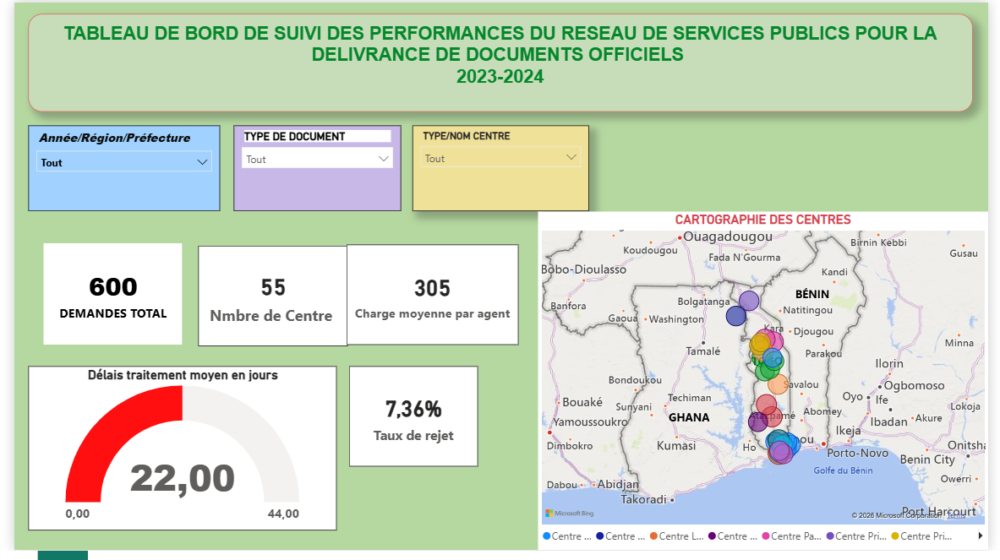 TABLEAU DE BORD DE SUIVI DES PERFORMANCES DU RESEAU DE SERVICES PUBLICS POUR LA
DELIVRANCE DE DOCUMENTS OFFICIELS
2023-2024
Année/Région/Préfecture
Tout
TYPE DE DOCUMENT
Tout
TYPE/NOM CENTRE
Tout
600
DEMANDES TOTAL
55
Nmbre de Centre
305
Charge moyenne par agent
Délais traitement moyen en jours
22,00
0,00
44,00
7,36%
Taux de rejet
CARTOGRAPHIE DES CENTRES
Ouagadougou
Koudougou
Fada N'Gourma
Birnin Kebbi
Gusau
Bobo-Dioulasso
Kandi
Banfora
Bolgatanga
BÉNIN
Natitingou
Gaoua
Washington
Kara
Djougou
Tamalé
Parakou
Minna
Ilorin
Bondoukou
Savalou
Ogbomoso
Bouaké
Sunyani
Techiman
Oyo
Ife
Lokoja
Yamoussoukro
GHANA
Atakpamé
Abomey
Ibadan
Akure
Dimbokro
Kumasi
Ho
Ikeja
Porto-Novo
Benin City
Golfe du Bénin
Owerri
Dabou
Abidjan
Takoradi
Port Harcourt
Microsoft Bing
© 2026 Microsoft Corporation Terms
Centre ...
Centre ...
Centre L...
Centre ...
Centre Pa...
Centre Pri...
Centre Pri...